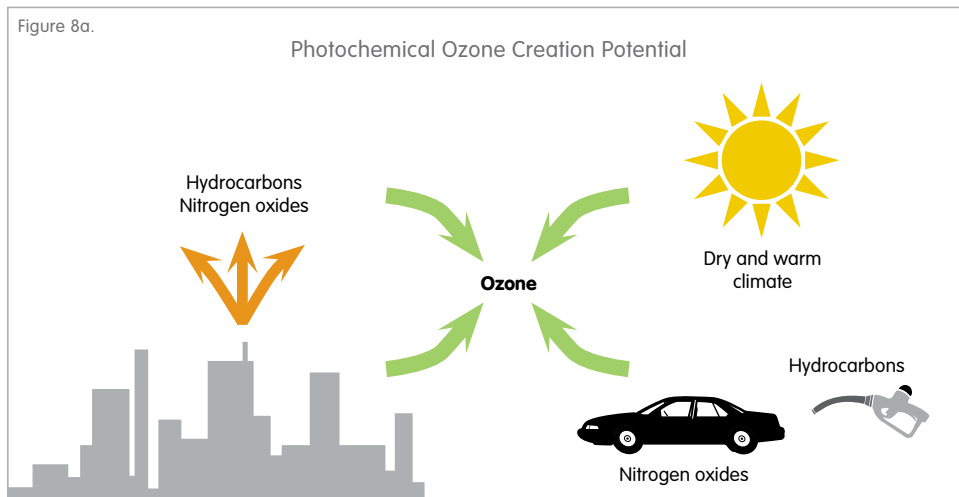 Figure 8a.
Photochemical Ozone Creation Potential
Hydrocarbons
Nitrogen oxides
Dry and warm
climate
Ozone
Hydrocarbons
Nitrogen oxides